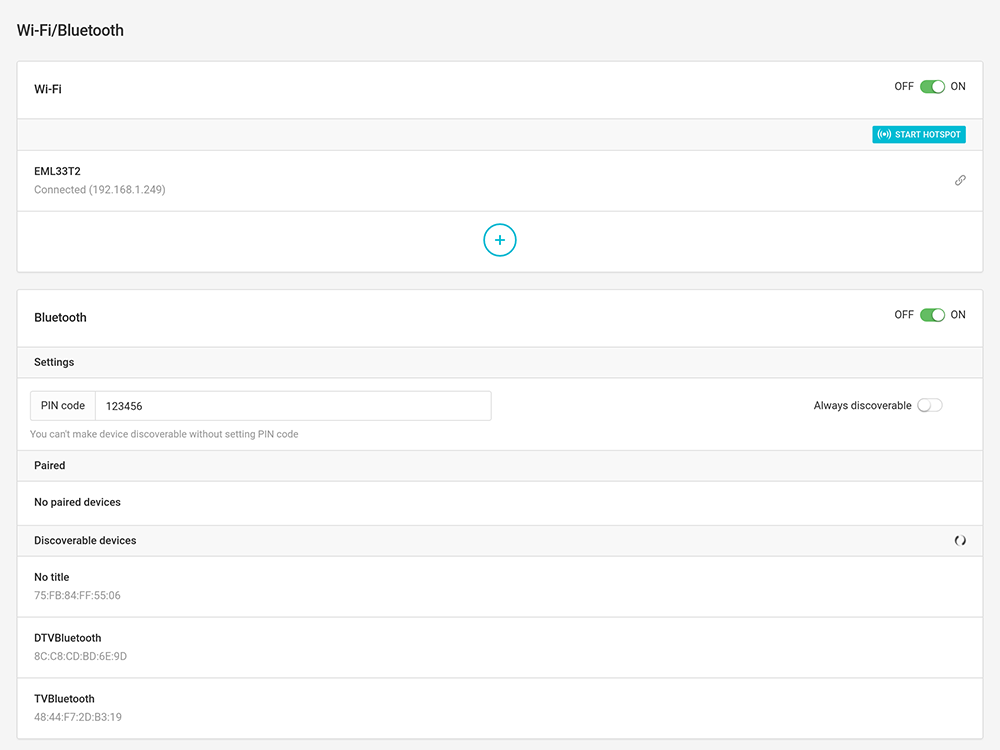 Wi-Fi/Bluetooth
Wi-Fi
OFF ON
START HOTSPOT
EML33T2
Connected (192.168.1.249)
Bluetooth
OFF ON
Settings
PIN code 123456
Always discoverable
You can't make device discoverable without setting PIN code
Paired
No paired devices
Discoverable devices
No title
75:FB:84:FF:55:06
DTVBluetooth
8C:C8:CD:BD:6E:9D
TVBluetooth
48:44:F7:2D:B3:19